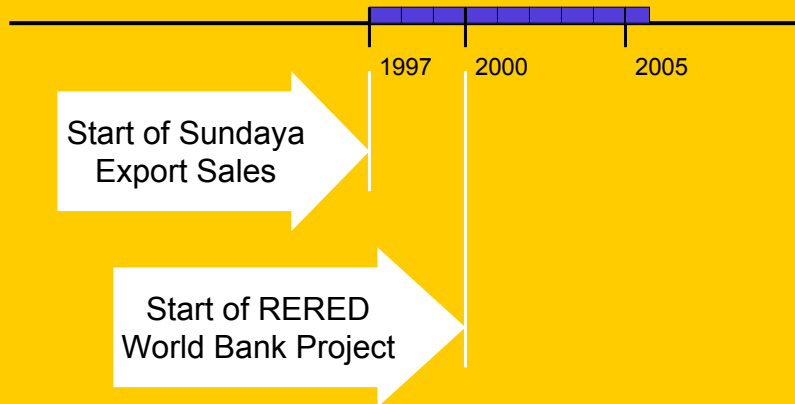 1997
2000
2005
Start of Sundaya
Export Sales
Start of RERED
World Bank Project